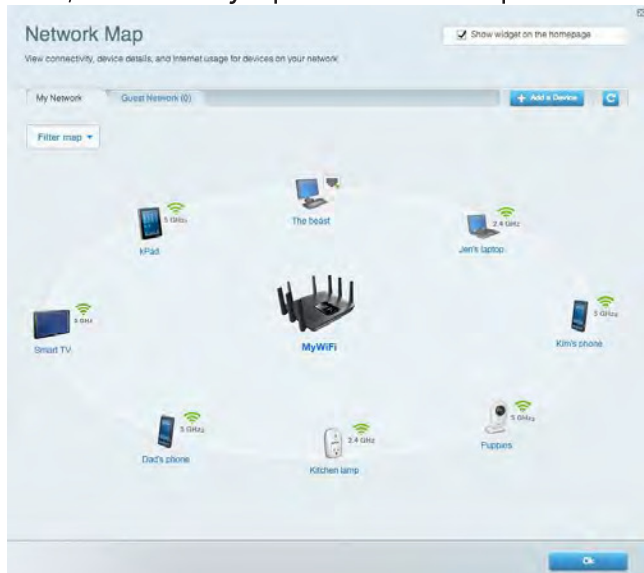 Network Map
Show widget on the homepage
View connectivity, device details, and Internet usage for devices on your network
My Network
Guest Network (0)
+ Add a Device
Filter map
The beast
5 GHz
kPad
2.4 GHz
Jen's laptop
5 GHz
Smart TV
MyWiFi
5 GHz
Kim's phone
5 GHz
Dad's phone
2.4 GHz
Kitchen lamp
5 GHz
Puppies
Ok